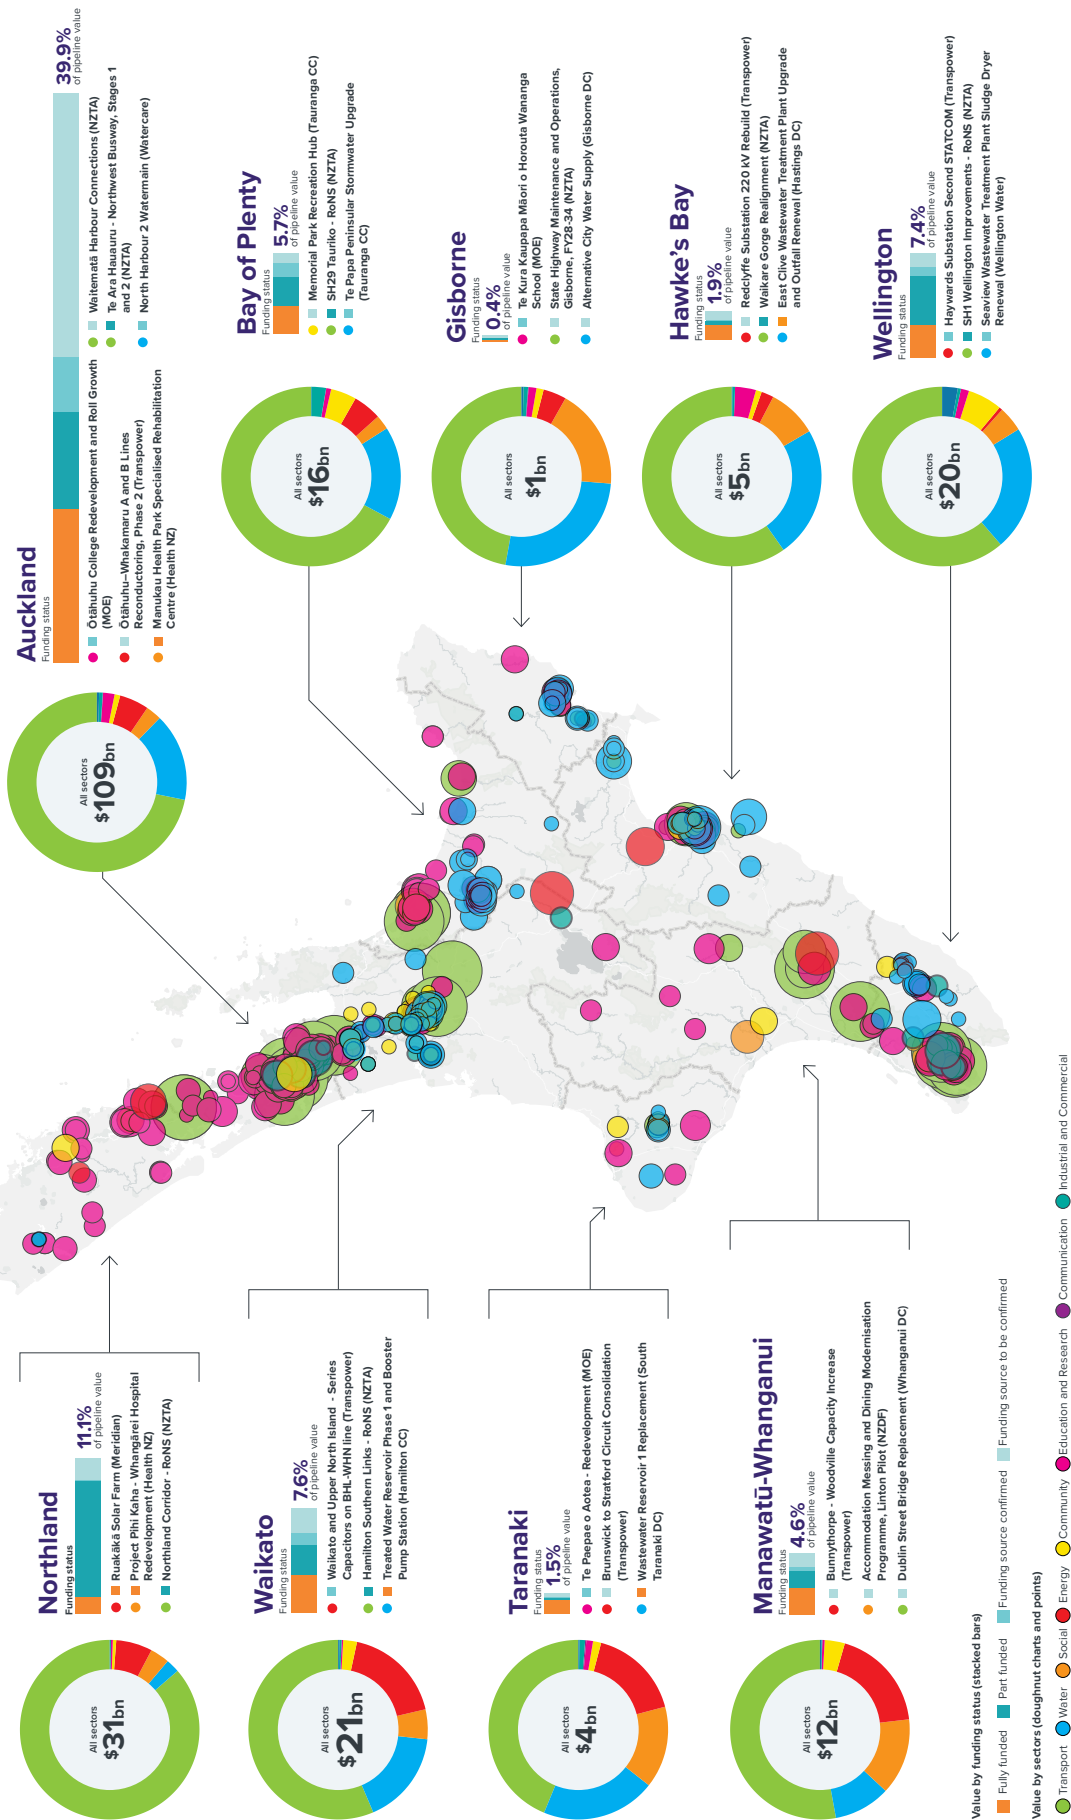 Northland
Funding status
11.1%
of pipeline value
Ruakākā Solar Farm (Meridian)
Project Pihi Kaha - Whangārei Hospital
Redevelopment (Health NZ)
Northland Corridor - RoNS (NZTA)
All sectors
$31bn
Auckland
Funding status
39.9%
of pipeline value
Ōtāhuhu College Redevelopment and Roll Growth
(MOE)
Ōtāhuhu–Whakamaru A and B Lines
Reconductoring, Phase 2 (Transpower)
Manukau Health Park Specialised Rehabilitation
Centre (Health NZ)
Waitematā Harbour Connections (NZTA)
Te Ara Hauauru - Northwest Busway, Stages 1
and 2 (NZTA)
North Harbour 2 Watermain (Watercare)
All sectors
$109bn
Waikato
Funding status
7.6%
of pipeline value
Waikato and Upper North Island - Series
Capacitors on BHL-WHN line (Transpower)
Hamilton Southern Links - RoNS (NZTA)
Treated Water Reservoir Phase 1 and Booster
Pump Station (Hamilton CC)
All sectors
$21bn
Bay of Plenty
Funding status
5.7%
of pipeline value
Memorial Park Recreation Hub (Tauranga CC)
SH29 Tauriko - RoNS (NZTA)
Te Papa Peninsular Stormwater Upgrade
(Tauranga CC)
All sectors
$16bn
Taranaki
Funding status
1.5%
of pipeline value
Te Paepae o Aotea - Redevelopment (MOE)
Brunswick to Stratford Circuit Consolidation
(Transpower)
Wastewater Reservoir 1 Replacement (South
Taranaki DC)
All sectors
$4bn
Gisborne
Funding status
0.4%
of pipeline value
Te Kura Kaupapa Māori o Horouta Wananga
School (MOE)
State Highway Maintenance and Operations,
Gisborne, FY28-34 (NZTA)
Alternative City Water Supply (Gisborne DC)
All sectors
$1bn
Manawatū-Whanganui
Funding status
4.6%
of pipeline value
Bunnythorpe - Woodville Capacity Increase
(Transpower)
Accommodation Messing and Dining Modernisation
Programme, Linton Pilot (NZDF)
Dublin Street Bridge Replacement (Whanganui DC)
All sectors
$12bn
Hawke's Bay
Funding status
1.9%
of pipeline value
Redclyffe Substation 220 kV Rebuild (Transpower)
Waikare Gorge Realignment (NZTA)
East Clive Wastewater Treatment Plant Upgrade
and Outfall Renewal (Hastings DC)
All sectors
$5bn
Wellington
Funding status
7.4%
of pipeline value
Haywards Substation Second STATCOM (Transpower)
SH1 Wellington Improvements - RoNS (NZTA)
Seaview Wastewater Treatment Plant Sludge Dryer
Renewal (Wellington Water)
All sectors
$20bn
Value by funding status (stacked bars)
Fully funded Part funded Funding source confirmed Funding source to be confirmed
Value by sectors (doughnut charts and points)
Transport Water Social Energy Community Education and Research Communication Industrial and Commercial